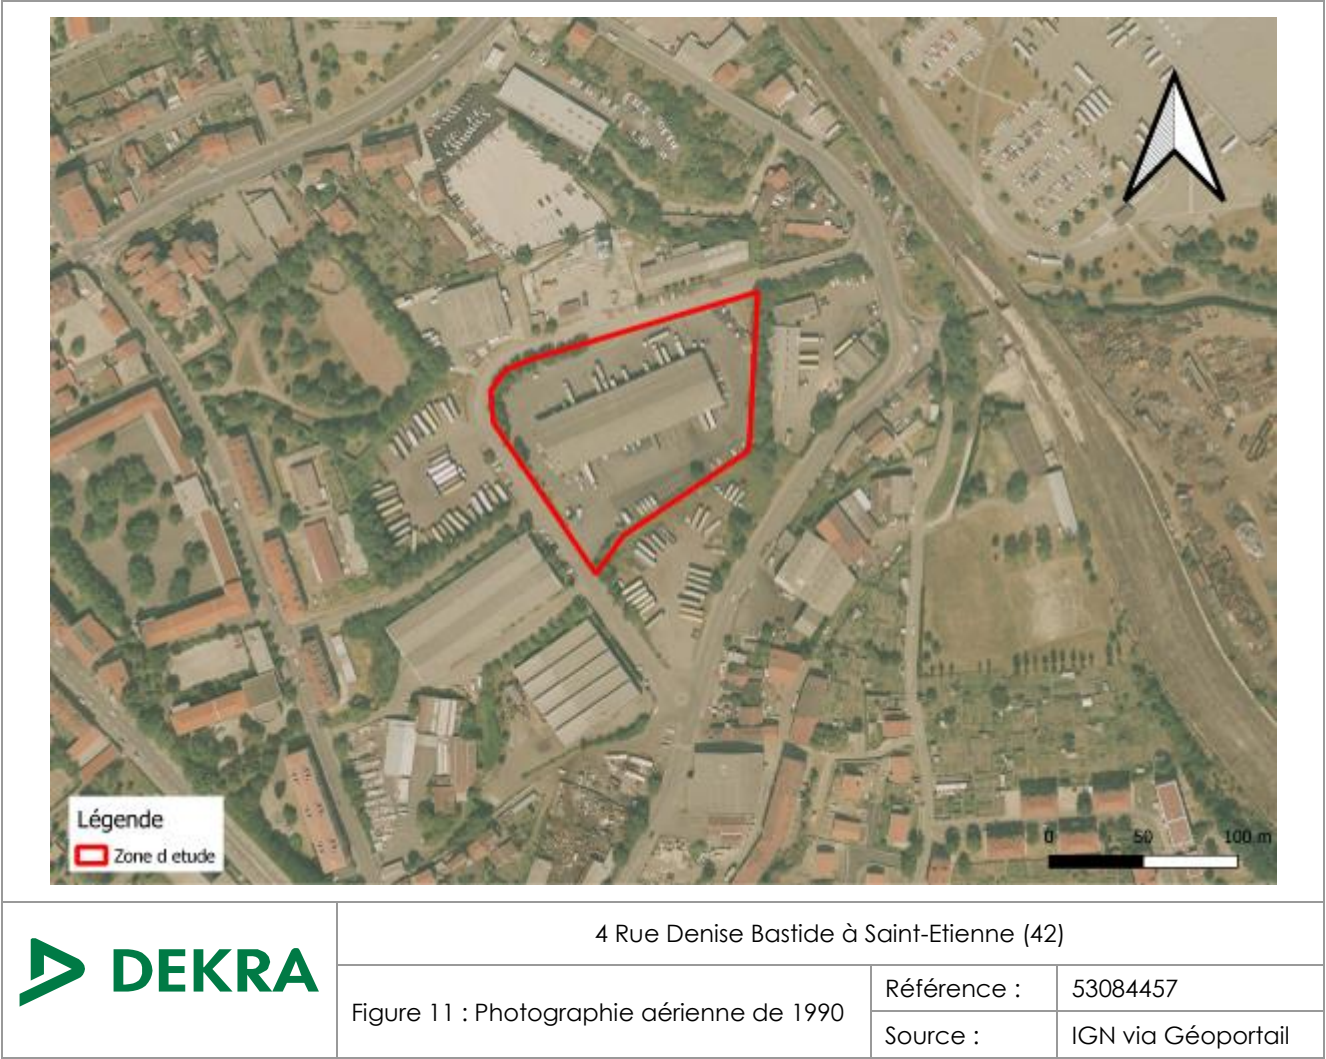 Légende
Zone d etude
0 50 100 m
DEKRA
4 Rue Denise Bastide à Saint-Etienne (42)
Figure 11 : Photographie aérienne de 1990
Référence : 53084457
Source : IGN via Géoportail